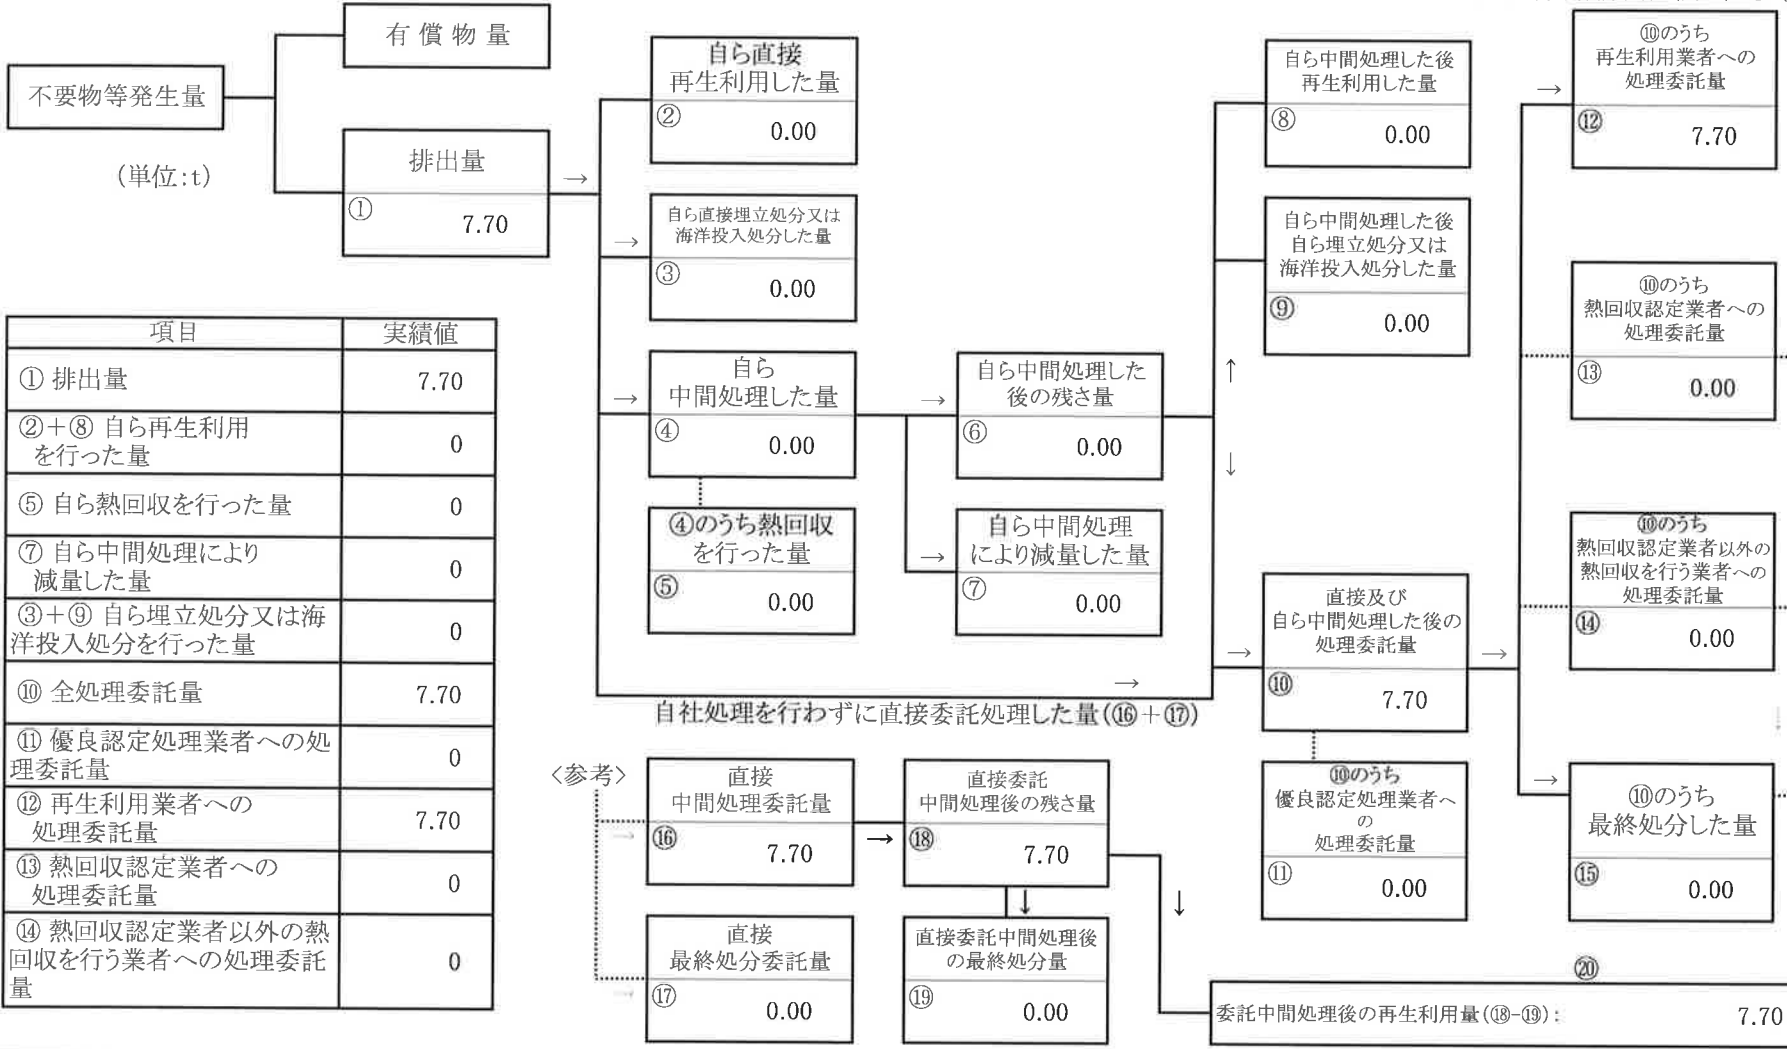 不要物等発生量
(単位:t)
有償物量
排出量
①
7.70
→
自ら直接
再生利用した量
②
0.00
→
自ら直接埋立処分又は
海洋投入処分した量
③
0.00
→
自ら
中間処理した量
④
0.00
④のうち熱回収
を行った量
⑤
0.00
→
自ら中間処理した
後の残さ量
⑥
0.00
→
自ら中間処理
により減量した量
⑦
0.00
↑
↓
自ら中間処理した後
再生利用した量
⑧
0.00
自ら中間処理した後
自ら埋立処分又は
海洋投入処分した量
⑨
0.00
→
自社処理を行わずに直接委託処理した量(⑯+⑰)
→
直接及び
自ら中間処理した後の
処理委託量
⑩
7.70
→
⑩のうち
優良認定処理業者へ
の
処理委託量
⑪
0.00
→
⑩のうち
再生利用業者への
処理委託量
⑫
7.70
⑩のうち
熱回収認定業者への
処理委託量
⑬
0.00
⑩のうち
熱回収認定業者以外の
熱回収を行う業者への
処理委託量
⑭
0.00
→
⑩のうち
最終処分した量
⑮
0.00
項目 実績値
① 排出量 7.70
②+⑧ 自ら再生利用
を行った量 0
⑤ 自ら熱回収を行った量 0
⑦ 自ら中間処理により
減量した量 0
③+⑨ 自ら埋立処分又は海
洋投入処分を行った量 0
⑩ 全処理委託量 7.70
⑪ 優良認定処理業者への処
理委託量 0
⑫ 再生利用業者への
処理委託量 7.70
⑬ 熱回収認定業者への
処理委託量 0
⑭ 熱回収認定業者以外の熱
回収を行う業者への処理委託
量 0
<参考>
→
直接
中間処理委託量
⑯
7.70
→
直接委託
中間処理後の残さ量
⑱
7.70
↓
↓
→
直接
最終処分委託量
⑰
0.00
直接委託中間処理後
の最終処分量
⑲
0.00
⑳
委託中間処理後の再生利用量(⑱-⑲): 7.70